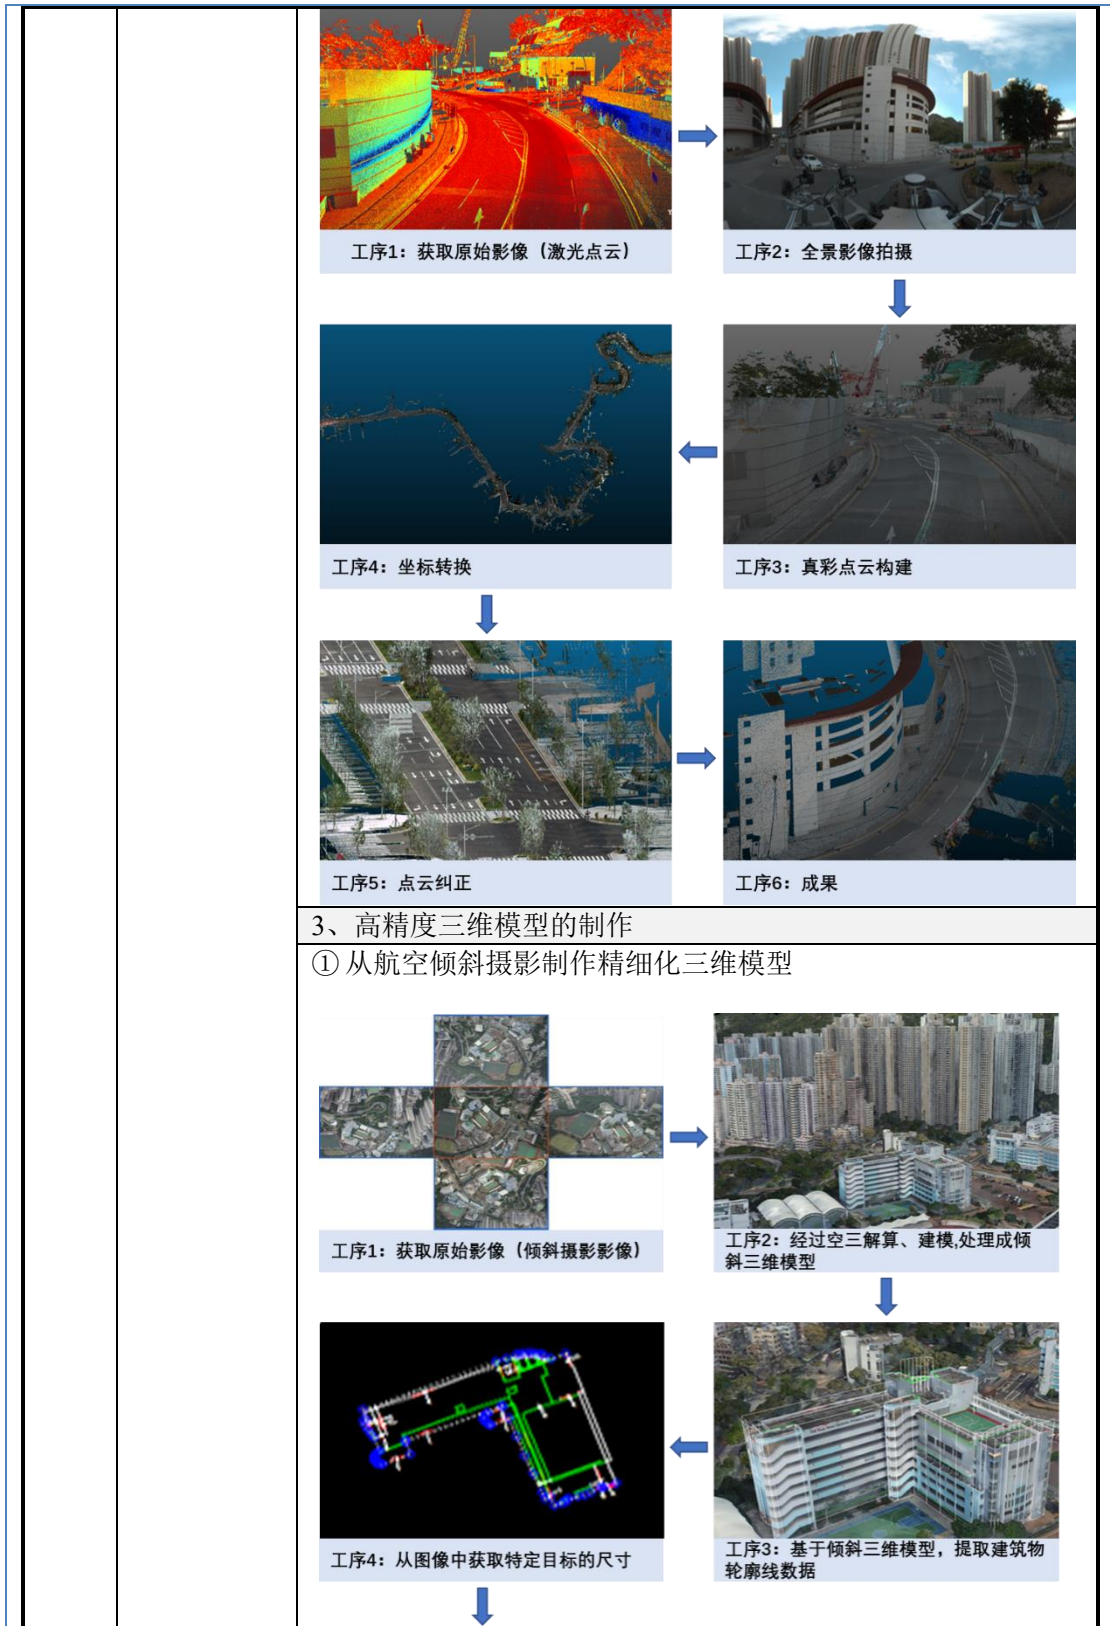 工序1：获取原始影像（激光点云）
工序2：全景影像拍摄
工序4：坐标转换
工序3：真彩点云构建
工序5：点云纠正
工序6：成果
3、高精度三维模型的制作
① 从航空倾斜摄影制作精细化三维模型
工序1：获取原始影像（倾斜摄影影像）
工序2：经过空三解算、建模,处理成倾
斜三维模型
工序4：从图像中获取特定目标的尺寸
工序3：基于倾斜三维模型，提取建筑物
轮廓线数据